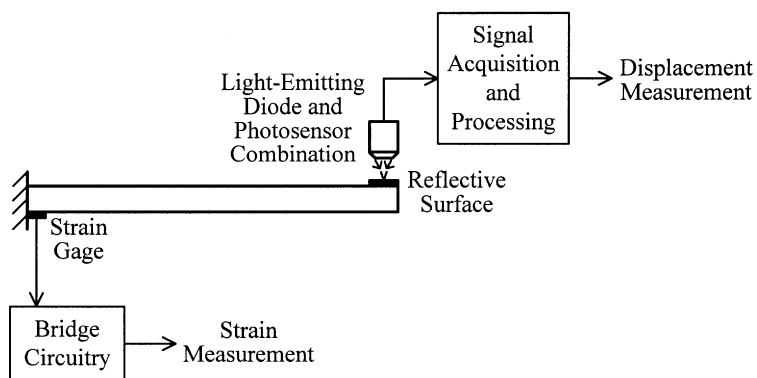 Signal
Acquisition
and
Processing
Displacement
Measurement
Light-Emitting
Diode and
Photosensor
Combination
Reflective
Surface
Strain
Gage
Bridge
Circuitry
Strain
Measurement